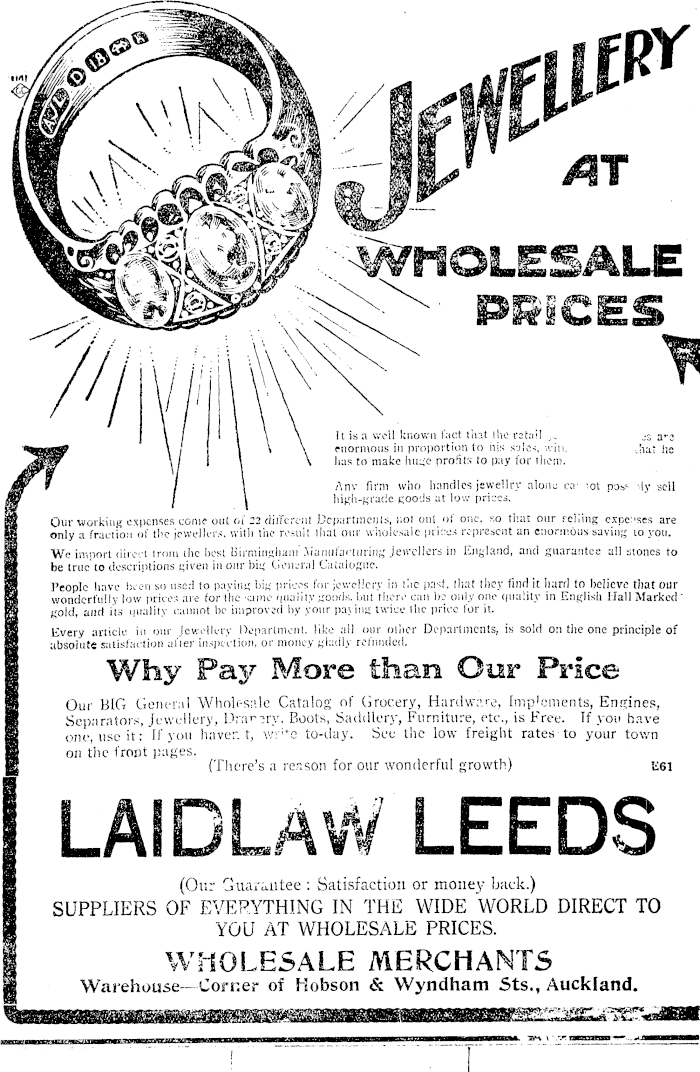 JEWELLERY
AT
WHOLESALE
PRICES
A.J.L D 18
It is a well known fact that the retail es are
enormous in proportion to his sales, with that he
has to make huge profits to pay for them.
Any firm who handles jewellry alone cannot possibly sell
high-grade goods at low prices.
Our working expenses come out of 22 different Departments, not out of one, so that our selling expenses are
only a fraction of the jewellers, with the result that our wholesale prices represent an enormous saving to you.
We import direct from the best Birmingham Manufacturing Jewellers in England, and guarantee all stones to
be true to descriptions given in our big General Catalogue.
People have been so used to paying big prices for jewellery in the past, that they find it hard to believe that our
wonderfully low prices are for the same quality goods, but there can be only one quality in English Hall Marked
gold, and its quality cannot be improved by your paying twice the price for it.
Every article in our Jewellery Department, like all our other Departments, is sold on the one principle of
absolute satisfaction after inspection, or money gladly refunded.
Why Pay More than Our Price
Our BIG General Wholesale Catalog of Grocery, Hardware, Implements, Engines,
Separators, Jewellery, Drapery, Boots, Saddlery, Furniture, etc., is Free. If you have
one, use it; If you haven't, write to-day. See the low freight rates to your town
on the front pages.
(There's a reason for our wonderful growth) E61
LAIDLAW LEEDS
(Our Guarantee : Satisfaction or money back.)
SUPPLIERS OF EVERYTHING IN THE WIDE WORLD DIRECT TO
YOU AT WHOLESALE PRICES.
WHOLESALE MERCHANTS
Warehouse—Corner of Hobson & Wyndham Sts., Auckland.